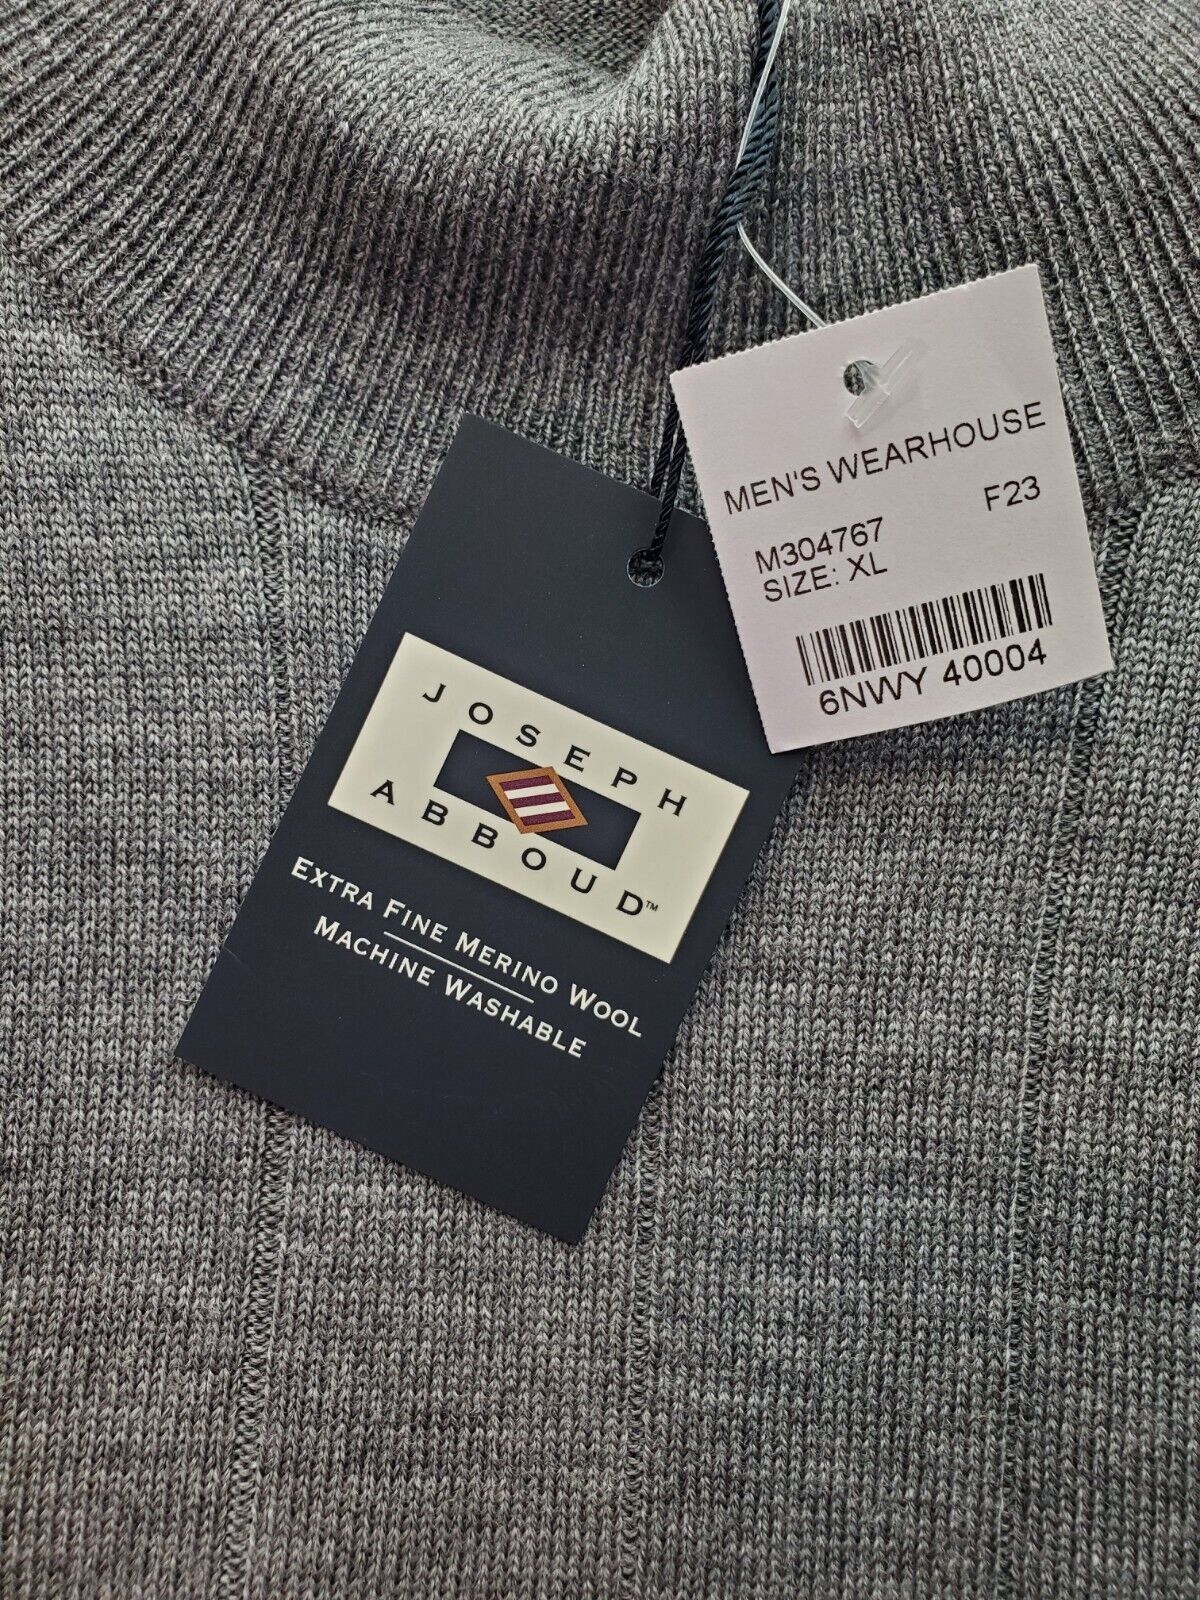 MEN'S WEARHOUSE
F23
M304767
SIZE: XL
6NWY 40004
JOSEPH
ABBOUD™
EXTRA FINE MERINO WOOL
MACHINE WASHABLE